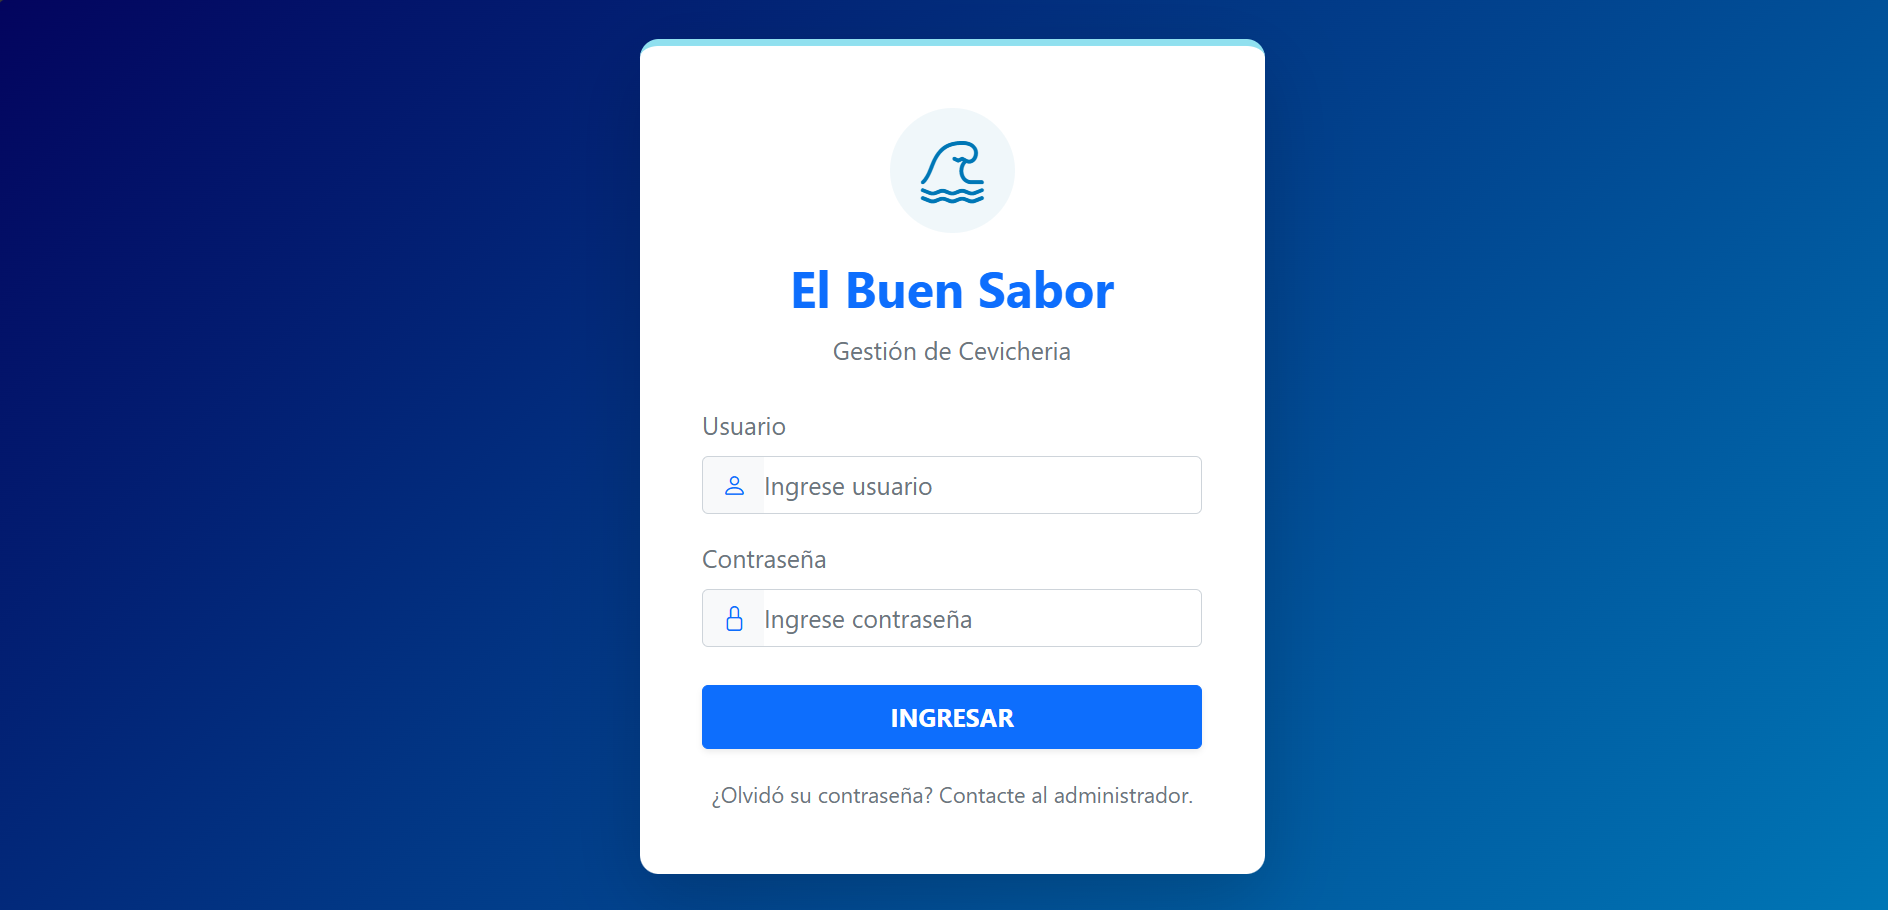 El Buen Sabor
Gestión de Cevicheria
Usuario
Ingrese usuario
Contraseña
Ingrese contraseña
INGRESAR
¿Olvidó su contraseña? Contacte al administrador.